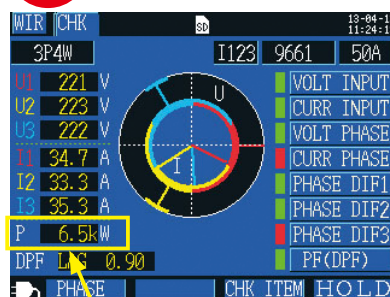 WIR CHK SD 13-04-1
11:24:1
3P4W I123 9661 50A
U1 221 V U VOLT INPUT
U2 223 V CURR INPUT
U3 222 V VOLT PHASE
I1 34.7 A CURR PHASE
I2 33.3 A I PHASE DIF1
I3 35.3 A PHASE DIF2
P 6.5kW PHASE DIF3
DPF LAG 0.90 PF(DPF)
PHASE CHK ITEM HOLD